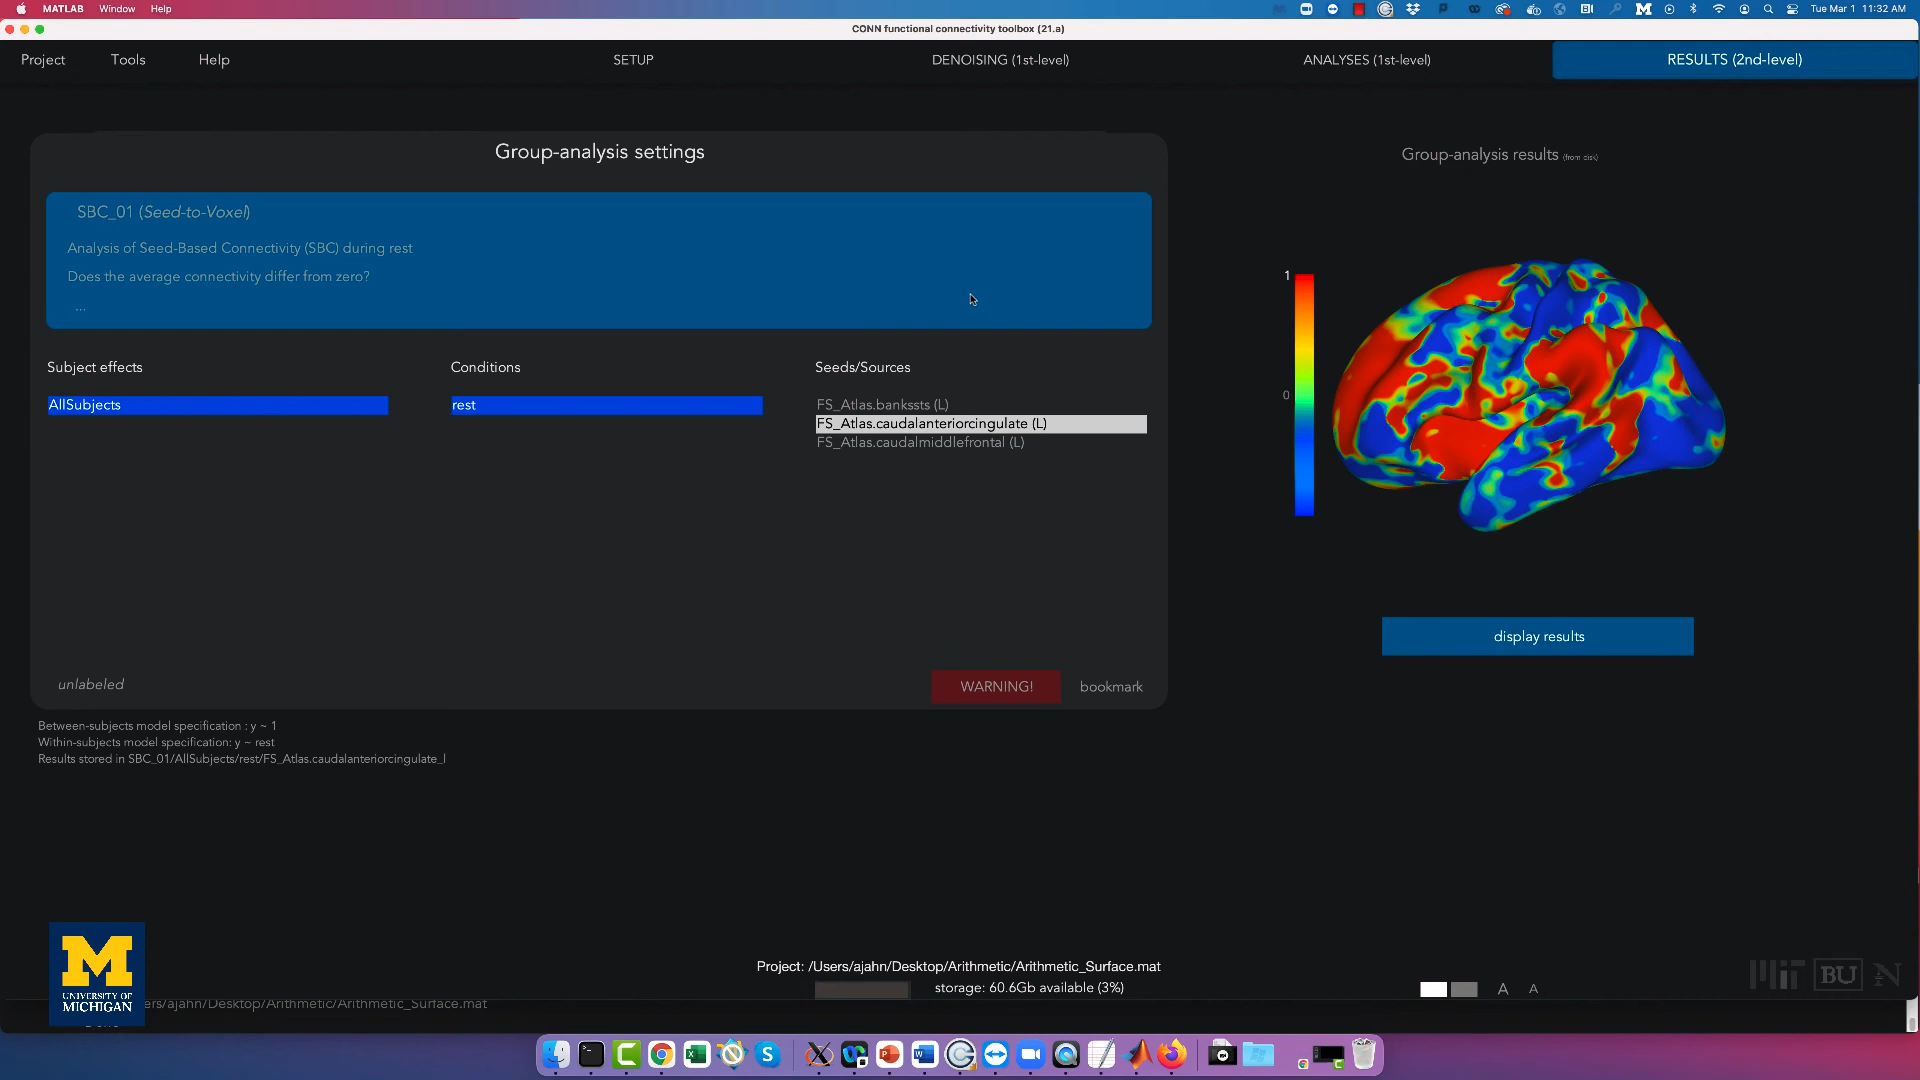 MATLAB Window Help
Tue Mar 1 11:32 AM
CONN functional connectivity toolbox (21.a)
Project Tools Help SETUP DENOISING (1st-level) ANALYSES (1st-level) RESULTS (2nd-level)
Group-analysis settings
SBC_01 (Seed-to-Voxel)
Analysis of Seed-Based Connectivity (SBC) during rest
Does the average connectivity differ from zero?
...
Subject effects
AllSubjects
Conditions
rest
Seeds/Sources
FS_Atlas.bankssts (L)
FS_Atlas.caudalanteriorcingulate (L)
FS_Atlas.caudalmiddlefrontal (L)
unlabeled
WARNING!
bookmark
Between-subjects model specification : y ~ 1
Within-subjects model specification: y ~ rest
Results stored in SBC_01/AllSubjects/rest/FS_Atlas.caudalanteriorcingulate_l
Group-analysis results (from disk)
1
0
display results
Project: /Users/ajahn/Desktop/Arithmetic/Arithmetic_Surface.mat
storage: 60.6Gb available (3%)
A A
MIT BU N
M
UNIVERSITY OF
MICHIGAN
ers/ajahn/Desktop/Arithmetic/Arithmetic_Surface.mat